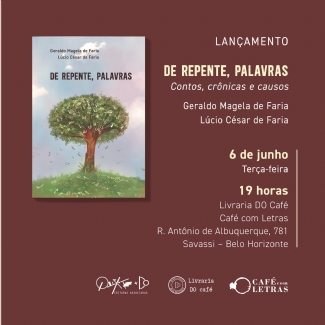 Geraldo Magela de Faria
Lúcio César de Faria
DE REPENTE, PALAVRAS
LANÇAMENTO
DE REPENTE, PALAVRAS
Contos, crônicas e causos
Geraldo Magela de Faria
Lúcio César de Faria
6 de junho
Terça-feira
19 horas
Livraria DO Café
Café com Letras
R. Antônio de Albuquerque, 781
Savassi – Belo Horizonte
Livraria
DO café
CAFÉ com
LETRAS